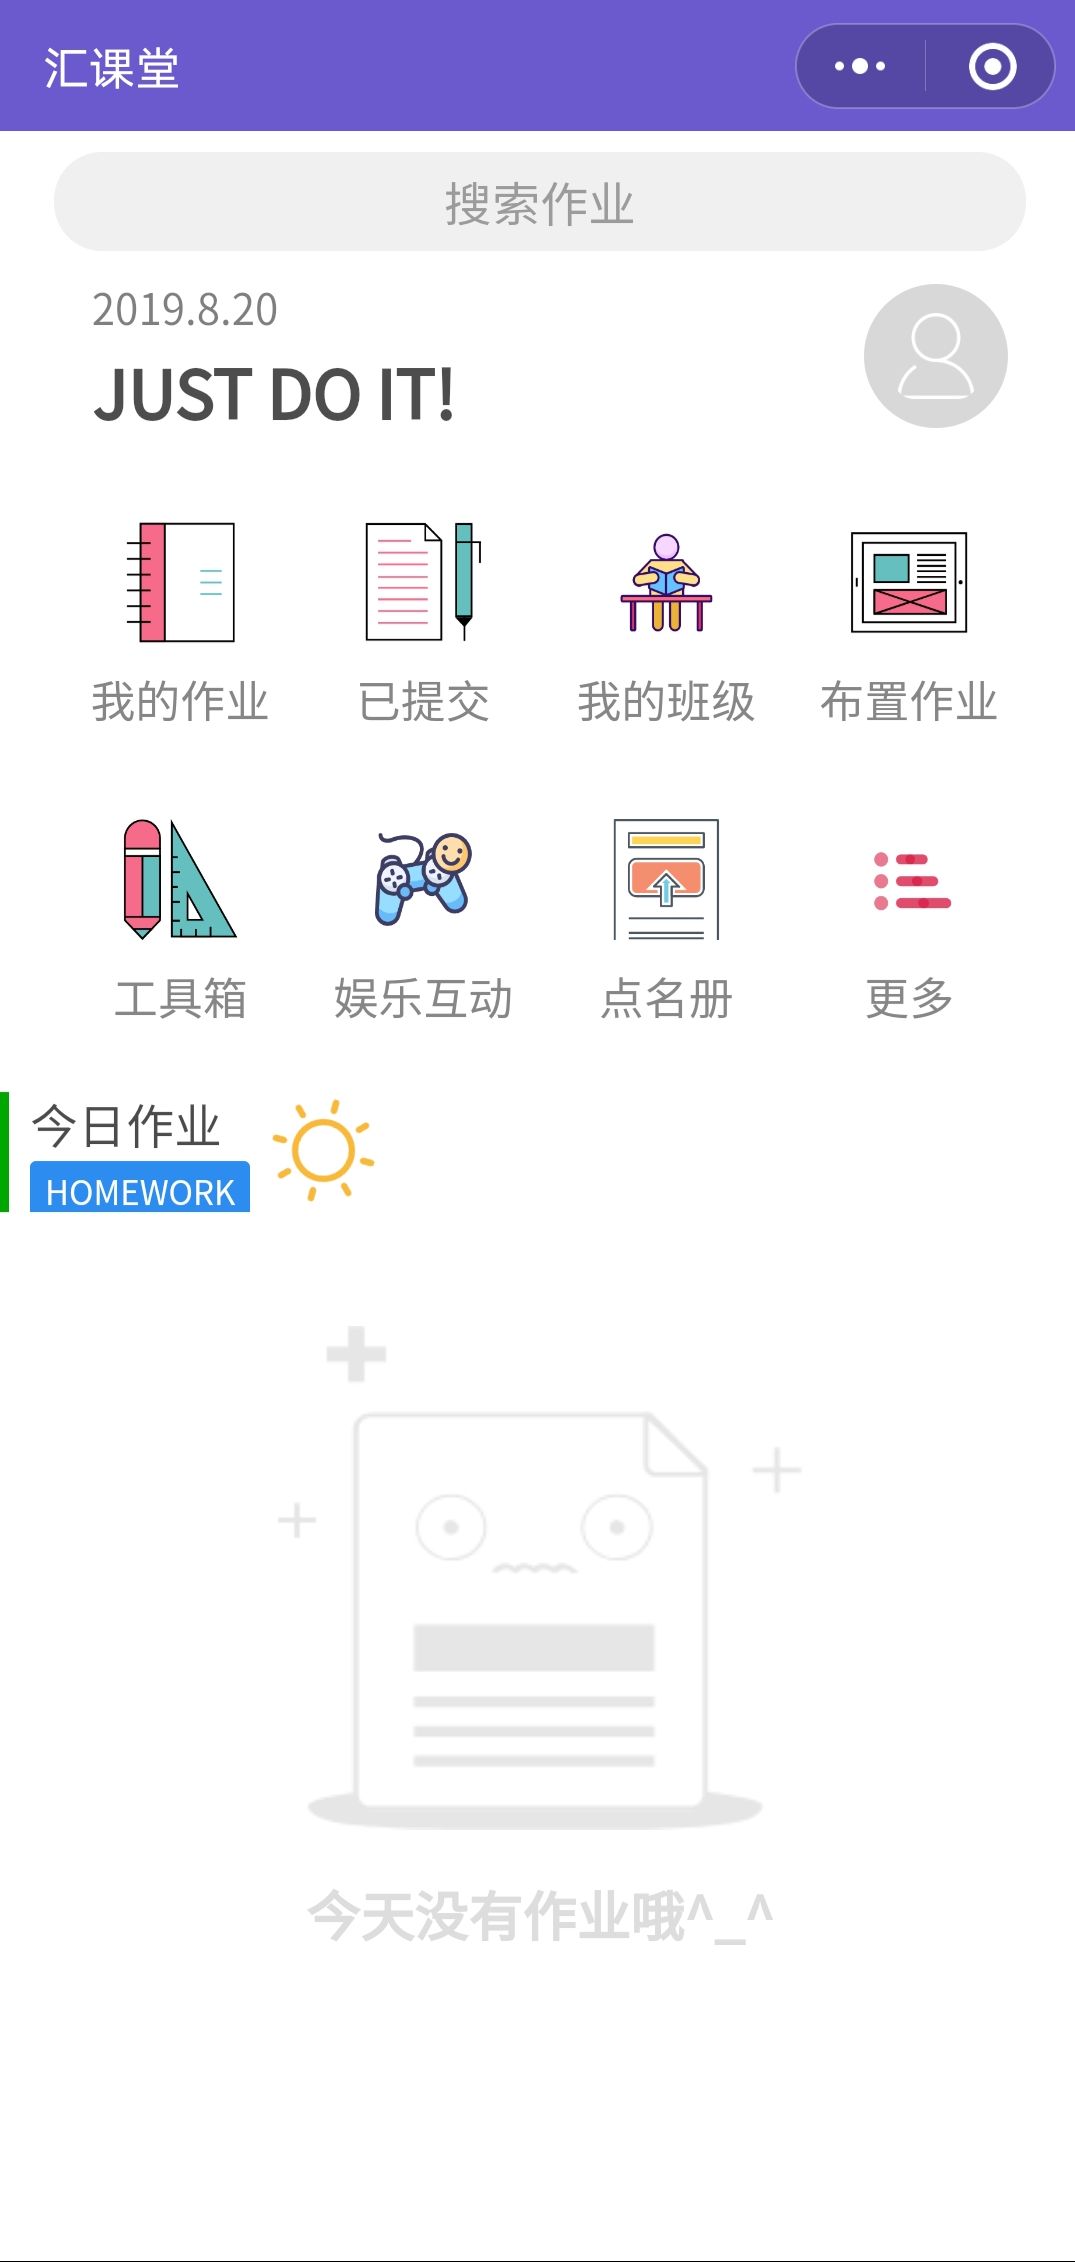 汇课堂
搜索作业
2019.8.20
JUST DO IT!
我的作业 已提交 我的班级 布置作业
工具箱 娱乐互动 点名册 更多
今日作业
HOMEWORK
今天没有作业哦^_^